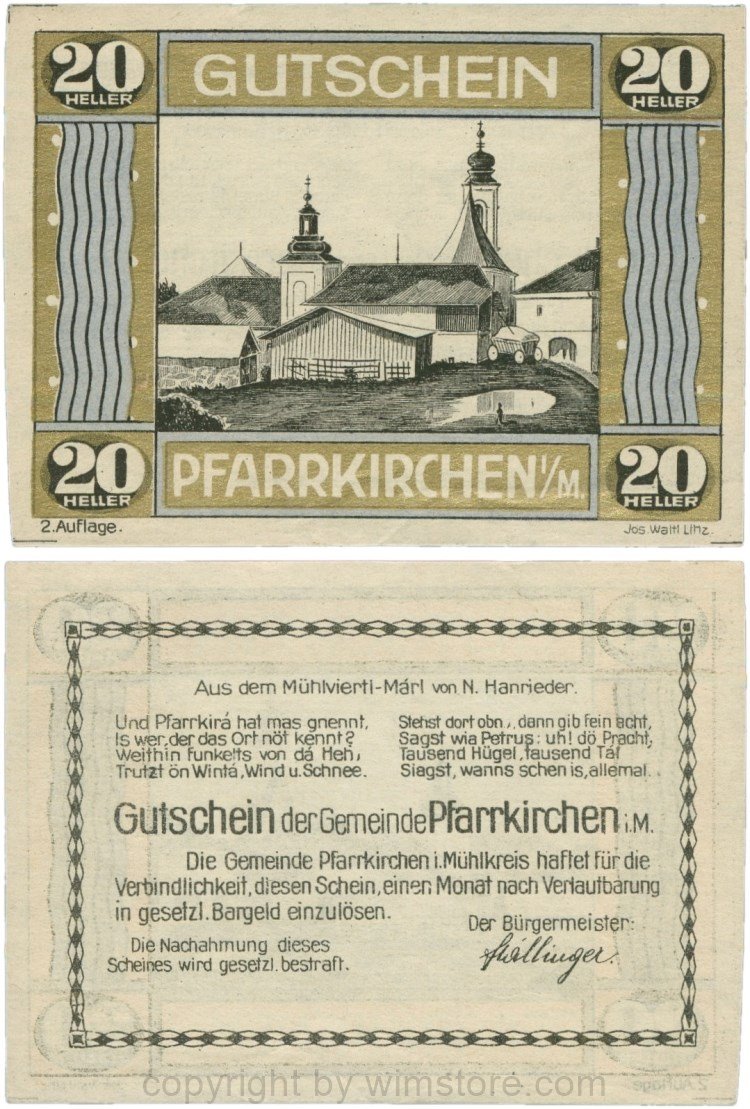 20 HELLER GUTSCHEIN 20 HELLER
20 HELLER PFARRKIRCHEN I/M. 20 HELLER
2.Auflage. Jos. Waitl Linz.
Aus dem Mühlviertl-Märl von N. Hanrieder.
Und Pfarrkirá hat mas gnennt,
Is wer, der das Ort nöt kennt?
Weithin funkelts von dá Heh,
Trutzt ön Wintá, Wind u. Schnee.
Stehst dort obn, dann gib fein acht,
Sagst wia Petrus: uh! dö Pracht,
Tausend Hügel, tausend Tál
Siagst, wanns schen is, allemal.
Gutschein der Gemeinde Pfarrkirchen i.M.
Die Gemeinde Pfarrkirchen i.Mühlkreis haftet für die
Verbindlichkeit, diesen Schein, einen Monat nach Verlautbarung
in gesetzl. Bargeld einzulösen.
Die Nachahmung dieses
Scheines wird gesetzl. bestraft.
Der Bürgermeister:
copyright by wimstore.com